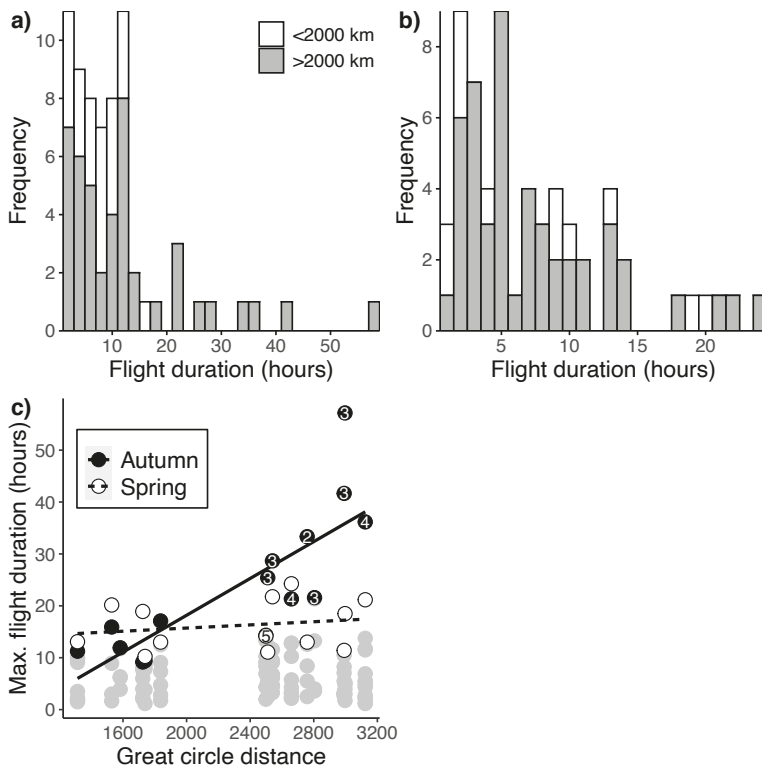 a)
<2000 km
>2000 km
Frequency
0
2
4
6
8
10
10 20 30 40 50
Flight duration (hours)
b)
Frequency
0
2
4
6
8
5 10 15 20
Flight duration (hours)
c)
Autumn
Spring
Max. flight duration (hours)
0
10
20
30
40
50
3
3
4
2
3
3
4
3
5
1600 2000 2400 2800 3200
Great circle distance